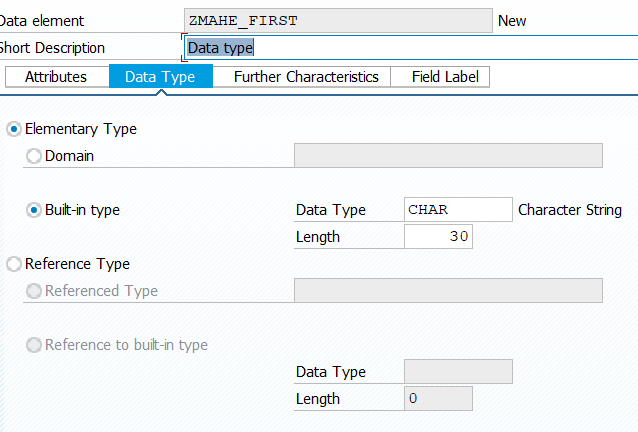 Data element ZMAHE_FIRST New
Short Description Data type
Attributes Data Type Further Characteristics Field Label
Elementary Type
Domain
Built-in type Data Type CHAR Character String
Length 30
Reference Type
Referenced Type
Reference to built-in type
Data Type
Length 0